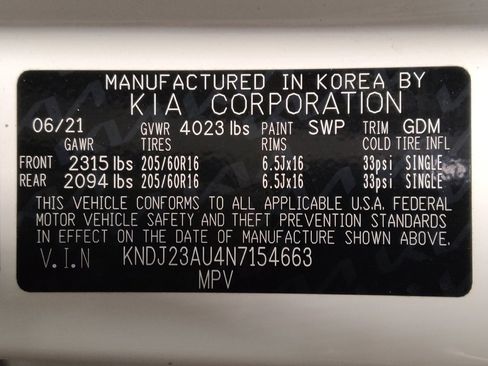 MANUFACTURED IN KOREA BY
KIA CORPORATION
06/21 GVWR 4023 lbs PAINT SWP TRIM GDM
GAWR TIRES RIMS COLD TIRE INFL
FRONT 2315 lbs 205/60R16 6.5Jx16 33psi SINGLE
REAR 2094 lbs 205/60R16 6.5Jx16 33psi SINGLE
THIS VEHICLE CONFORMS TO ALL APPLICABLE U.S.A. FEDERAL
MOTOR VEHICLE SAFETY AND THEFT PREVENTION STANDARDS
IN EFFECT ON THE DATE OF MANUFACTURE SHOWN ABOVE.
V.I.N KNDJ23AU4N7154663
MPV